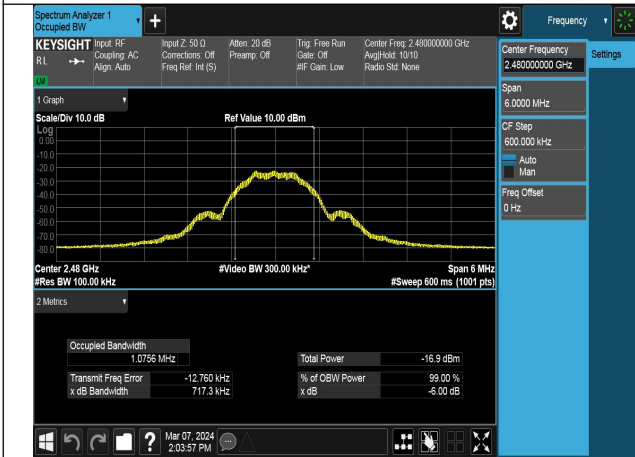 Spectrum Analyzer 1
Occupied BW
Frequency
KEYSIGHT Input: RF Input Z: 50 Ω Atten: 20 dB Trig: Free Run Center Freq: 2.480000000 GHz
R L Coupling: AC Corrections: Off Preamp: Off Gate: Off Avg|Hold: 10/10
Align: Auto Freq Ref: Int (S) #IF Gain: Low Radio Std: None
LXI
Center Frequency
2.480000000 GHz
Settings
Span
6.0000 MHz
CF Step
600.000 kHz
Auto
Man
Freq Offset
0 Hz
1 Graph
Scale/Div 10.0 dB Ref Value 10.00 dBm
Log
0.00
-10.0
-20.0
-30.0
-40.0
-50.0
-60.0
-70.0
-80.0
Center 2.48 GHz #Video BW 300.00 kHz* Span 6 MHz
#Res BW 100.00 kHz #Sweep 600 ms (1001 pts)
2 Metrics
Occupied Bandwidth
1.0756 MHz Total Power -16.9 dBm
Transmit Freq Error -12.760 kHz % of OBW Power 99.00 %
x dB Bandwidth 717.3 kHz x dB -6.00 dB
Mar 07, 2024
2:03:57 PM